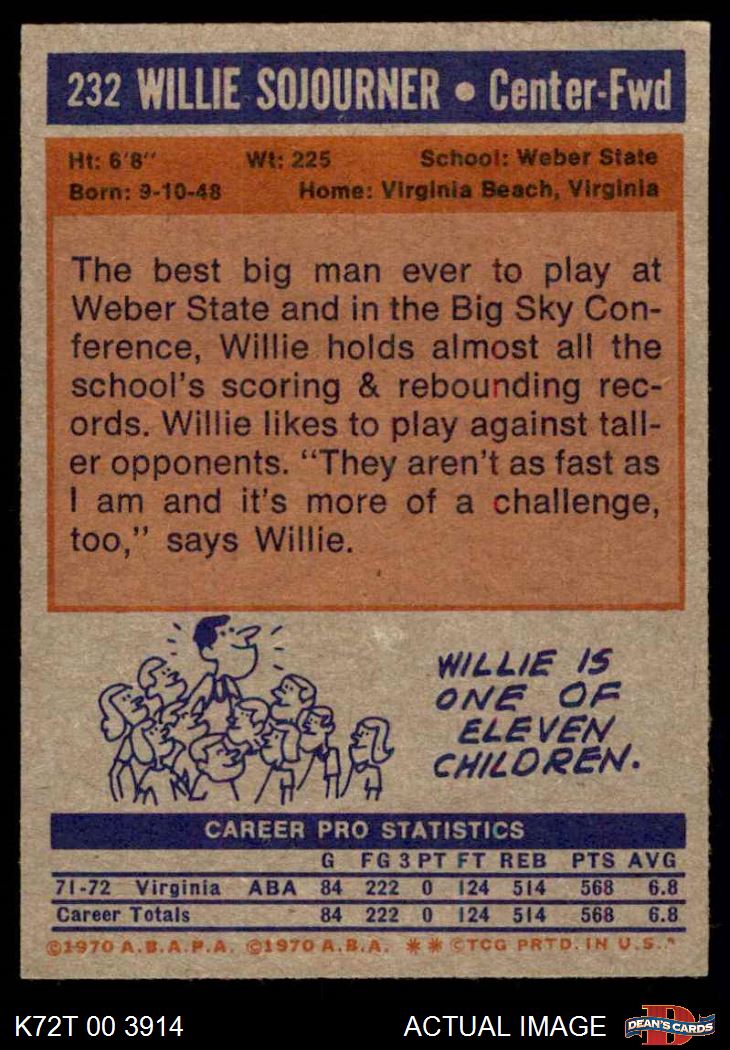 232 WILLIE SOJOURNER • Center-Fwd
Ht: 6'8" Wt: 225 School: Weber State
Born: 9-10-48 Home: Virginia Beach, Virginia
The best big man ever to play at
Weber State and in the Big Sky Con-
ference, Willie holds almost all the
school's scoring & rebounding rec-
ords. Willie likes to play against tall-
er opponents. "They aren't as fast as
I am and it's more of a challenge,
too," says Willie.
WILLIE IS
ONE OF
ELEVEN
CHILDREN.
CAREER PRO STATISTICS
G FG 3 PT FT REB PTS AVG
71-72 Virginia ABA 84 222 0 124 514 568 6.8
Career Totals 84 222 0 124 514 568 6.8
©1970 A.B.A.P.A. ©1970 A.B.A. ** ©TCG PRTD. IN U.S.*
K72T 00 3914 ACTUAL IMAGE D DEAN'S CARDS